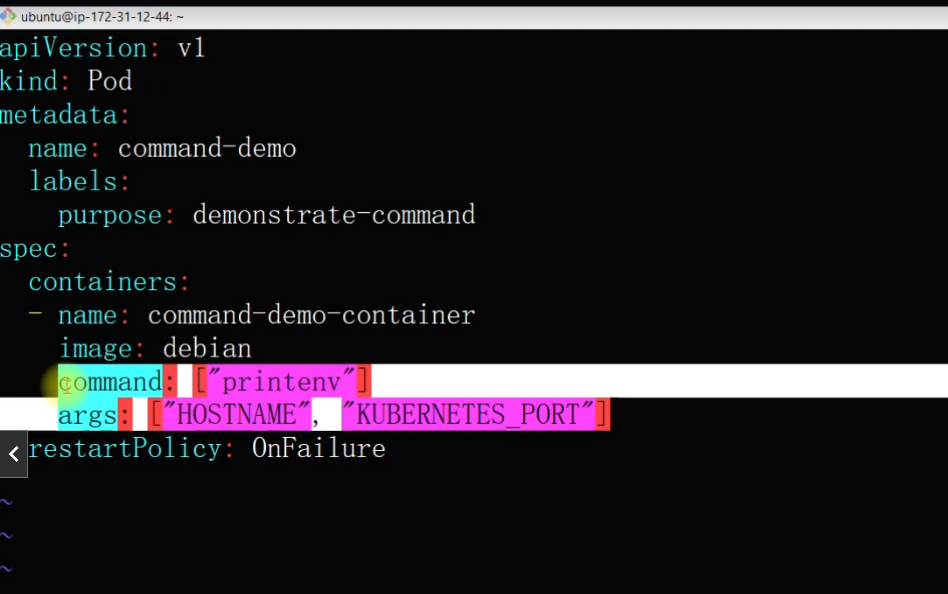 ubuntu@ip-172-31-12-44: ~
apiVersion: v1
kind: Pod
metadata:
  name: command-demo
  labels:
    purpose: demonstrate-command
spec:
  containers:
  - name: command-demo-container
    image: debian
    command: ["printenv"]
    args: ["HOSTNAME", "KUBERNETES_PORT"]
  restartPolicy: OnFailure
~
~
~